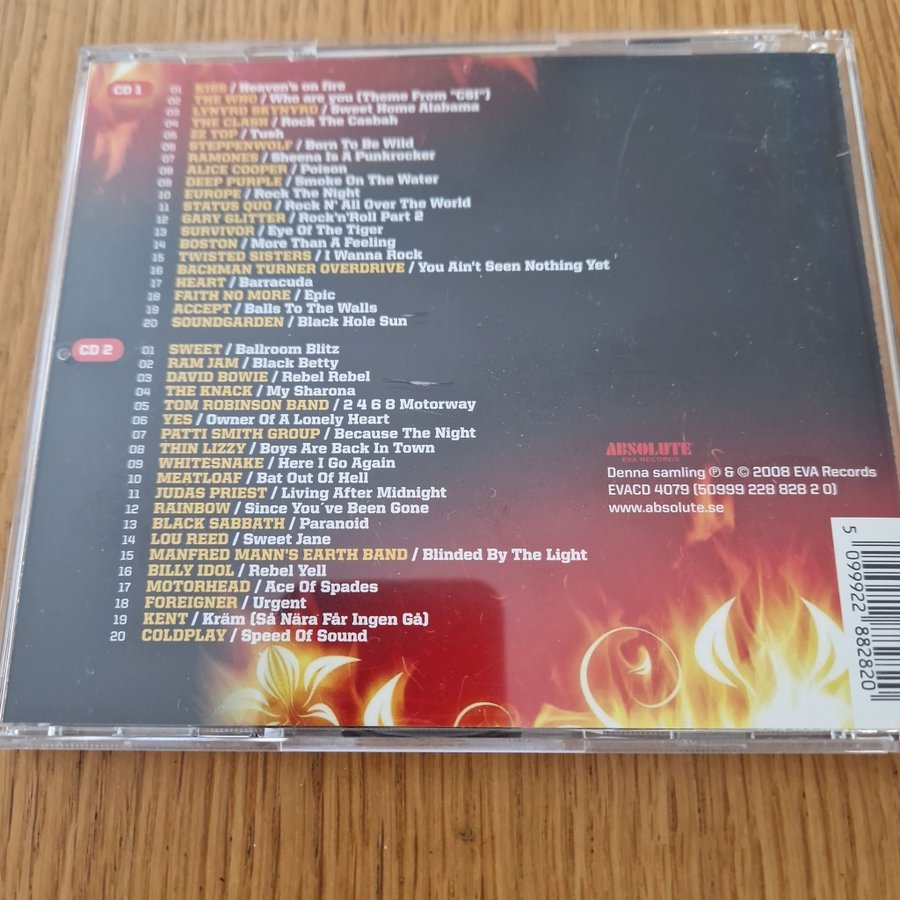 CD 1
01 KISS / Heaven's on fire
02 THE WHO / Who are you (Theme From "CSI")
03 LYNYRD SKYNYRD / Sweet Home Alabama
04 THE CLASH / Rock The Casbah
05 ZZ TOP / Tush
06 STEPPENWOLF / Born To Be Wild
07 RAMONES / Sheena Is A Punkrocker
08 ALICE COOPER / Poison
09 DEEP PURPLE / Smoke On The Water
10 EUROPE / Rock The Night
11 STATUS QUO / Rock N' All Over The World
12 GARY GLITTER / Rock'n'Roll Part 2
13 SURVIVOR / Eye Of The Tiger
14 BOSTON / More Than A Feeling
15 TWISTED SISTERS / I Wanna Rock
16 BACHMAN TURNER OVERDRIVE / You Ain't Seen Nothing Yet
17 HEART / Barracuda
18 FAITH NO MORE / Epic
19 ACCEPT / Balls To The Walls
20 SOUNDGARDEN / Black Hole Sun
CD 2
01 SWEET / Ballroom Blitz
02 RAM JAM / Black Betty
03 DAVID BOWIE / Rebel Rebel
04 THE KNACK / My Sharona
05 TOM ROBINSON BAND / 2 4 6 8 Motorway
06 YES / Owner Of A Lonely Heart
07 PATTI SMITH GROUP / Because The Night
08 THIN LIZZY / Boys Are Back In Town
09 WHITESNAKE / Here I Go Again
10 MEATLOAF / Bat Out Of Hell
11 JUDAS PRIEST / Living After Midnight
12 RAINBOW / Since You´ve Been Gone
13 BLACK SABBATH / Paranoid
14 LOU REED / Sweet Jane
15 MANFRED MANN'S EARTH BAND / Blinded By The Light
16 BILLY IDOL / Rebel Yell
17 MOTORHEAD / Ace Of Spades
18 FOREIGNER / Urgent
19 KENT / Kräm (Så Nära Får Ingen Gå)
20 COLDPLAY / Speed Of Sound
ABSOLUTE
EVA RECORDS
Denna samling ℗ & © 2008 EVA Records
EVACD 4079 (50999 228 828 2 0)
www.absolute.se
5 099922 882820